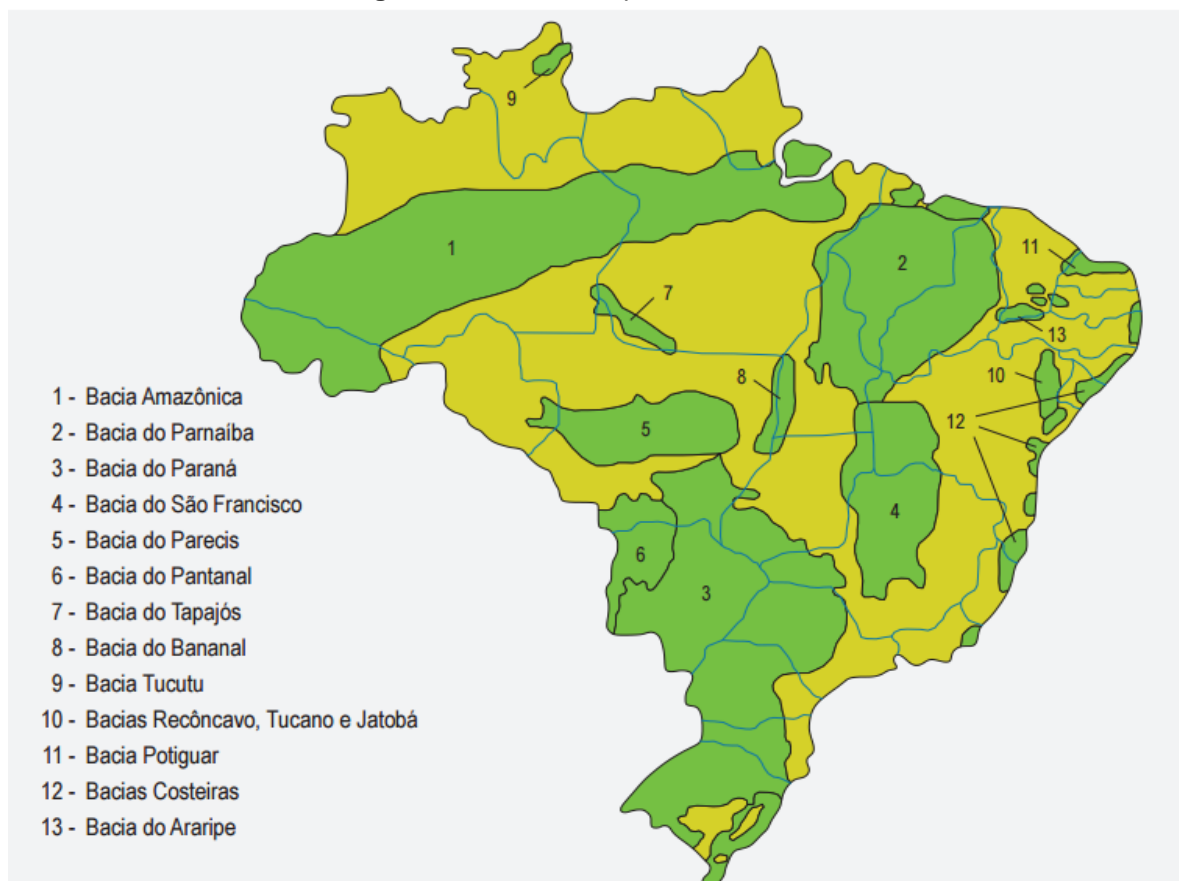 9
1
2
11
7
13
8
10
5
12
4
6
3
1 - Bacia Amazônica
2 - Bacia do Parnaíba
3 - Bacia do Paraná
4 - Bacia do São Francisco
5 - Bacia do Parecis
6 - Bacia do Pantanal
7 - Bacia do Tapajós
8 - Bacia do Bananal
9 - Bacia Tucutu
10 - Bacias Recôncavo, Tucano e Jatobá
11 - Bacia Potiguar
12 - Bacias Costeiras
13 - Bacia do Araripe